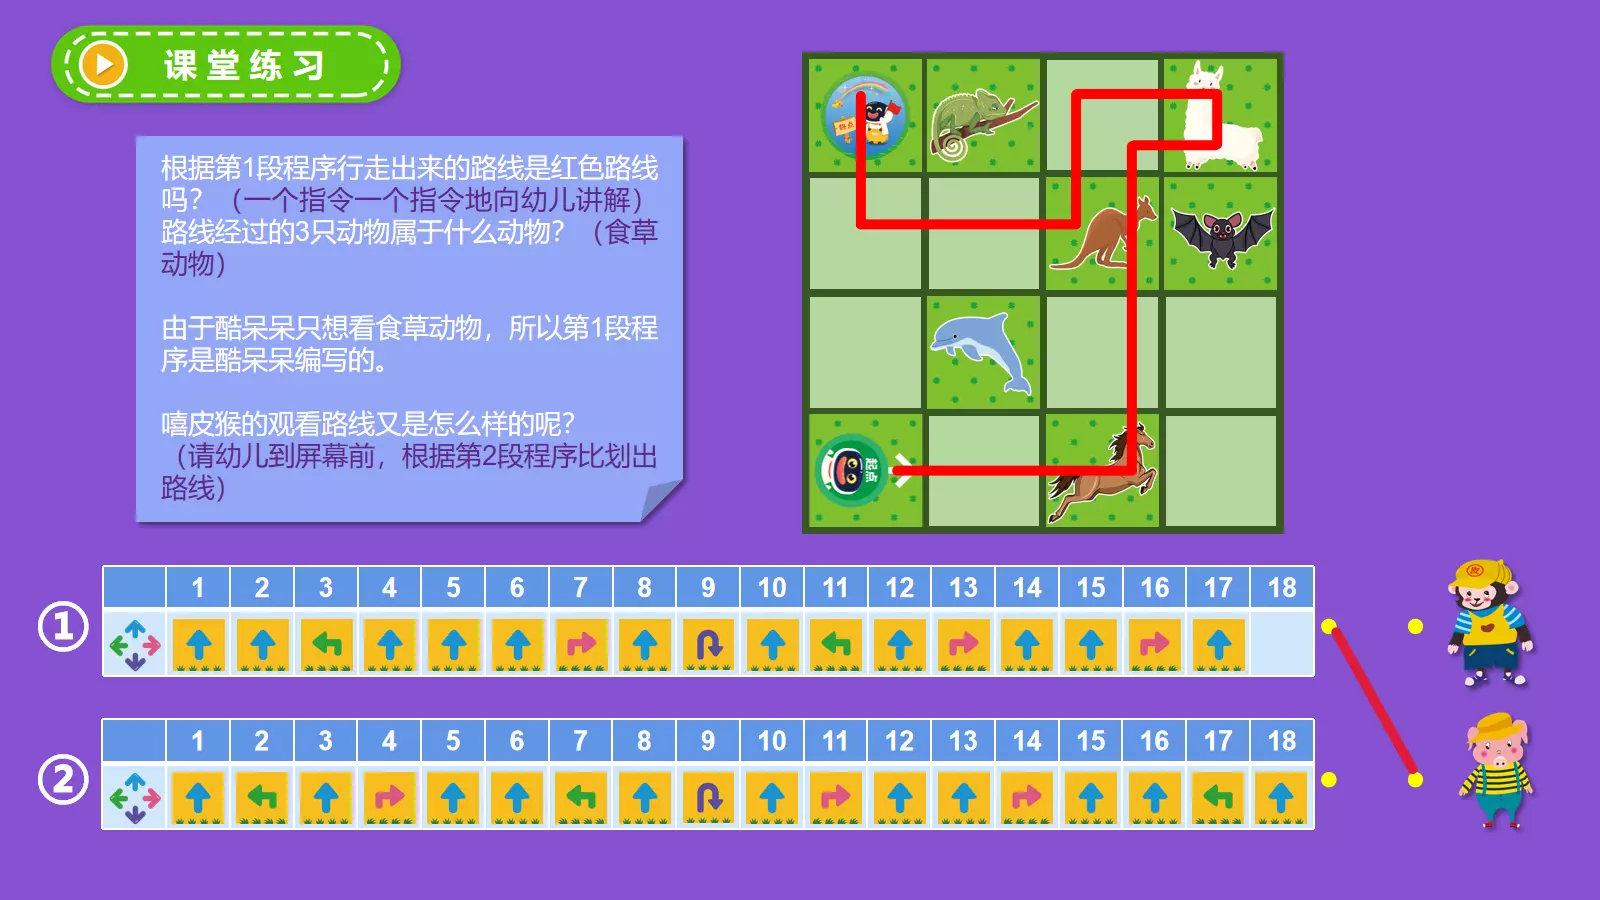 课堂练习
根据第1段程序行走出来的路线是红色路线
吗？（一个指令一个指令地向幼儿讲解）
路线经过的3只动物属于什么动物？（食草
动物）
由于酷呆呆只想看食草动物，所以第1段程
序是酷呆呆编写的。
嘻皮猴的观看路线又是怎么样的呢？
（请幼儿到屏幕前，根据第2段程序比划出
路线）
终点
起点
① 1 2 3 4 5 6 7 8 9 10 11 12 13 14 15 16 17 18
② 1 2 3 4 5 6 7 8 9 10 11 12 13 14 15 16 17 18